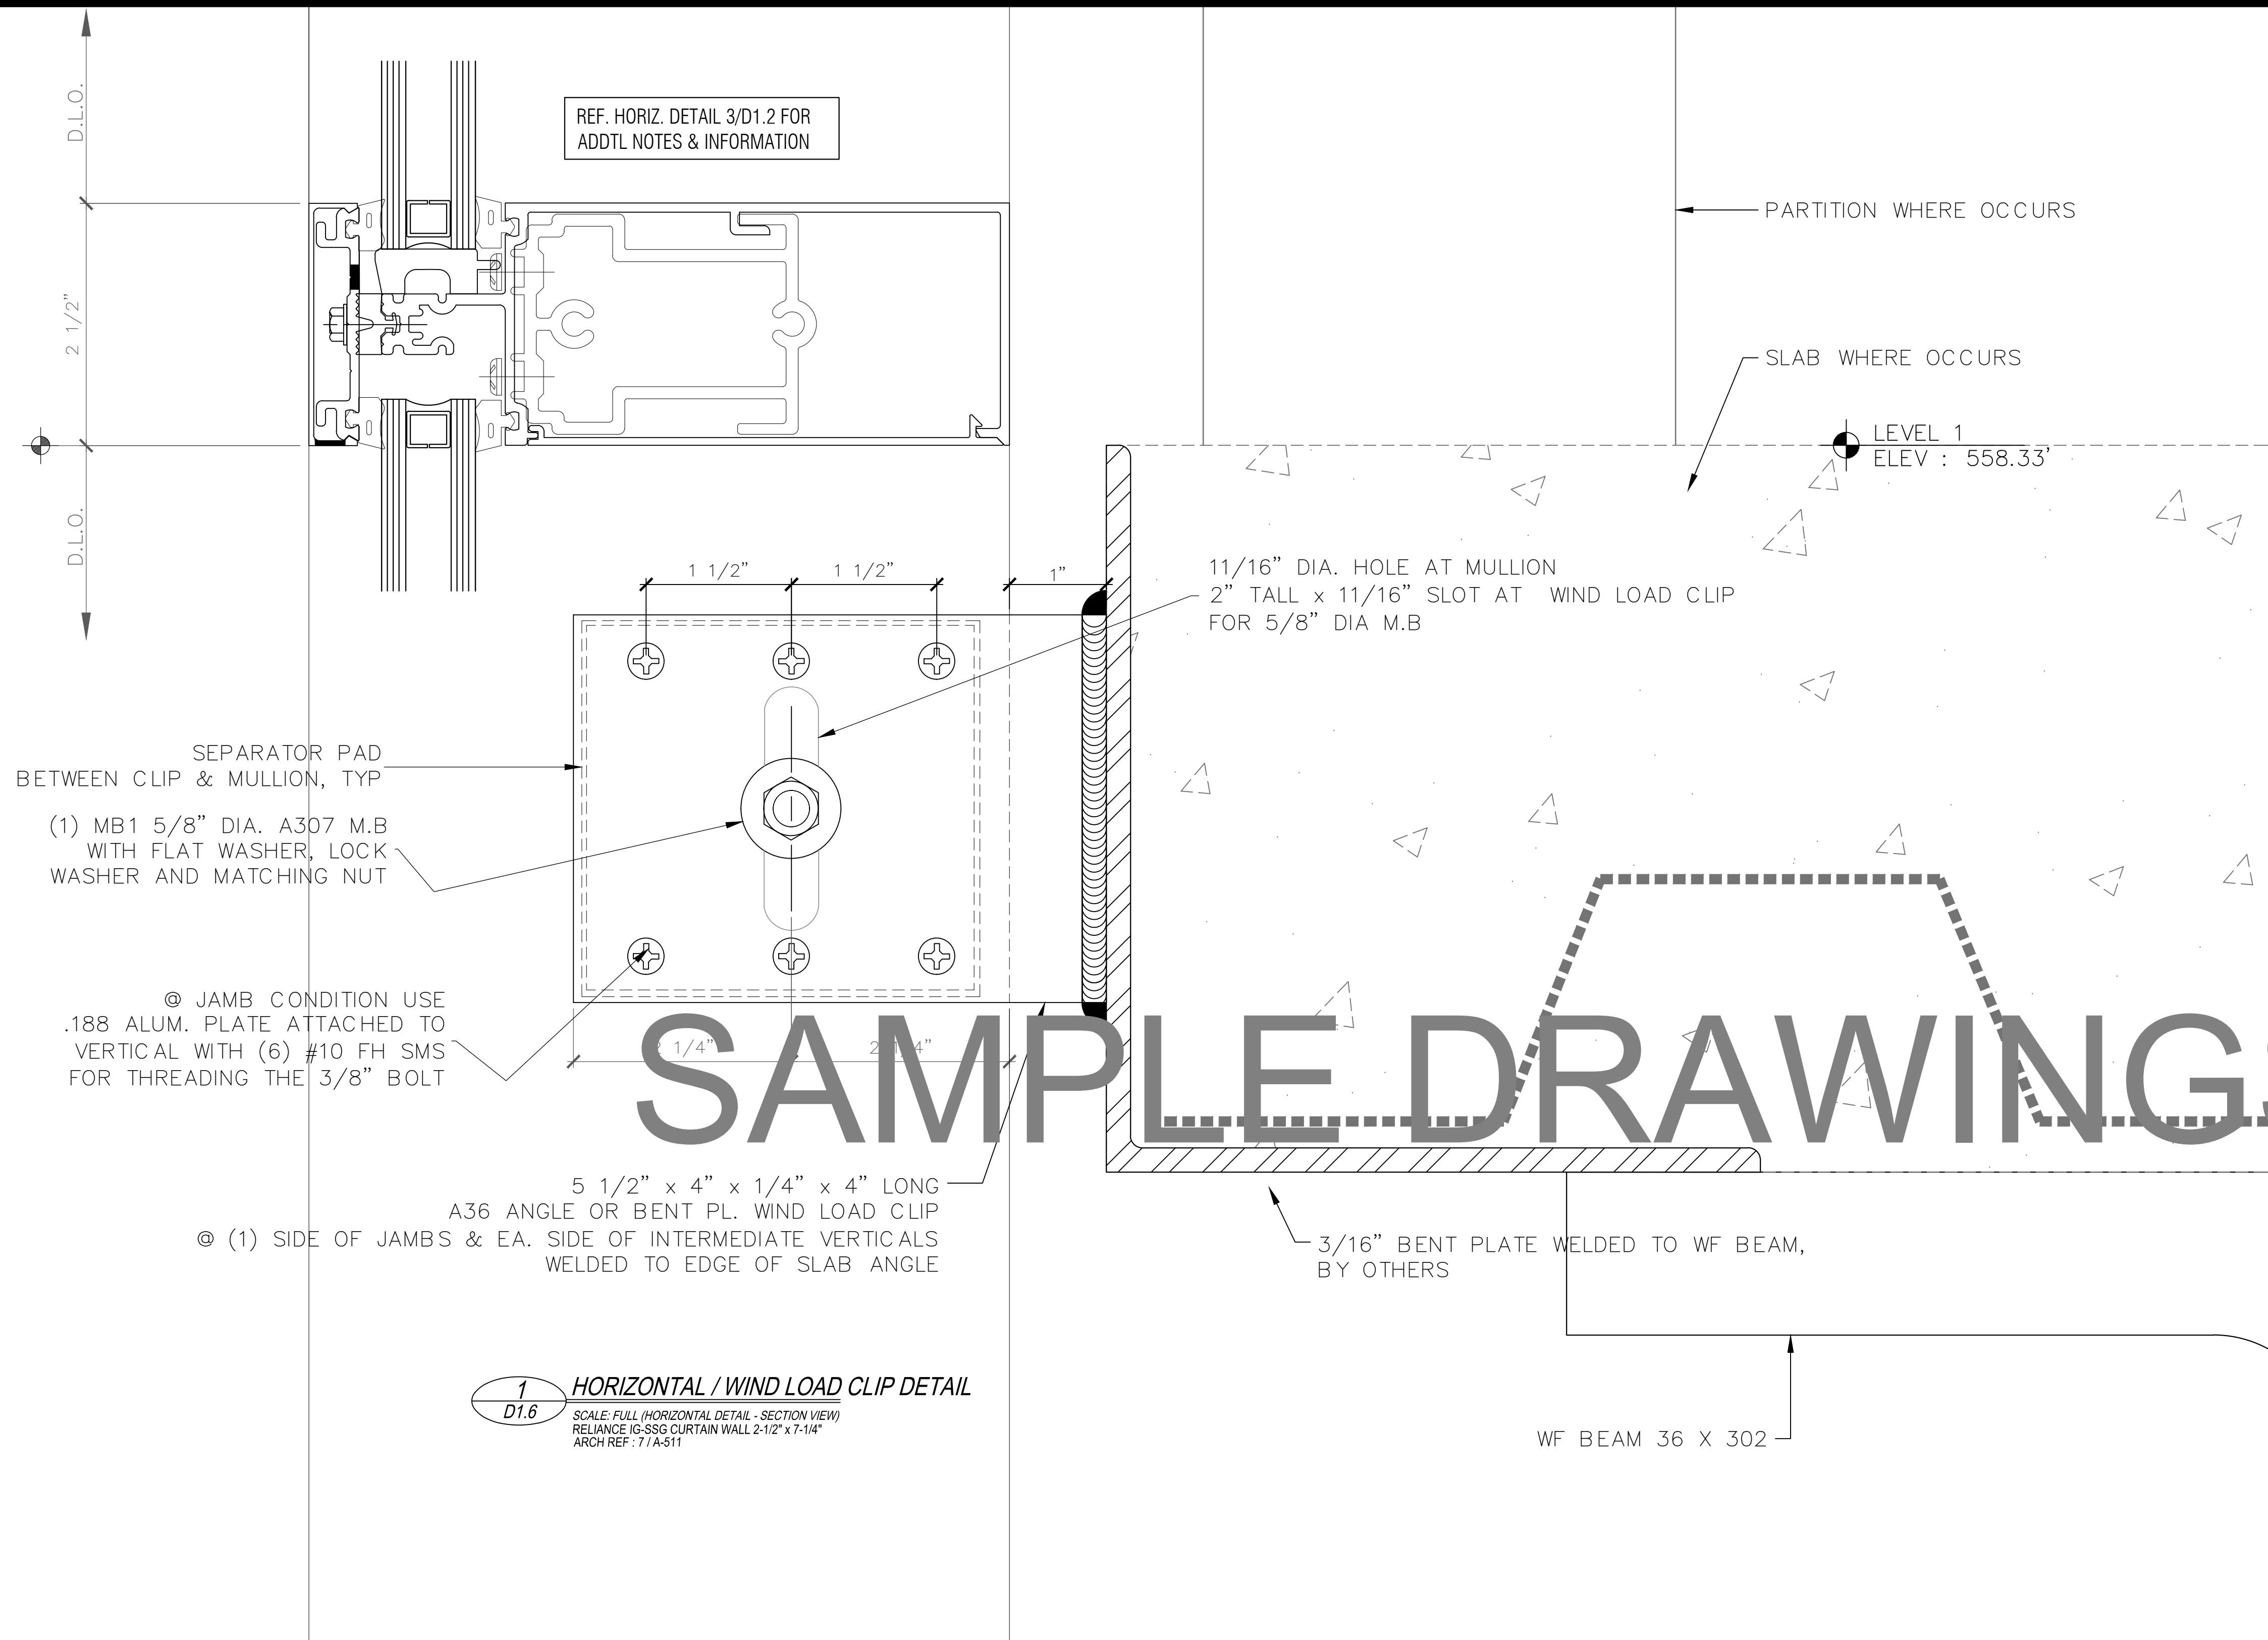 D.L.O.
REF. HORIZ. DETAIL 3/D1.2 FOR
ADDTL NOTES & INFORMATION
PARTITION WHERE OCCURS
2 1/2”
SLAB WHERE OCCURS
LEVEL 1
ELEV : 558.33'
D.L.O.
1 1/2”
1 1/2”
1”
11/16” DIA. HOLE AT MULLION
2” TALL x 11/16” SLOT AT WIND LOAD CLIP
FOR 5/8” DIA M.B
SEPARATOR PAD
BETWEEN CLIP & MULLION, TYP
(1) MB1 5/8” DIA. A307 M.B
WITH FLAT WASHER, LOCK
WASHER AND MATCHING NUT
@ JAMB CONDITION USE
.188 ALUM. PLATE ATTACHED TO
VERTICAL WITH (6) #10 FH SMS
FOR THREADING THE 3/8” BOLT
2 1/4”
2 1/4”
SAMPLE DRAWINGS
5 1/2” x 4” x 1/4” x 4” LONG
A36 ANGLE OR BENT PL. WIND LOAD CLIP
@ (1) SIDE OF JAMBS & EA. SIDE OF INTERMEDIATE VERTICALS
WELDED TO EDGE OF SLAB ANGLE
3/16” BENT PLATE WELDED TO WF BEAM,
BY OTHERS
WF BEAM 36 X 302
1
D1.6
HORIZONTAL / WIND LOAD CLIP DETAIL
SCALE: FULL (HORIZONTAL DETAIL - SECTION VIEW)
RELIANCE IG-SSG CURTAIN WALL 2-1/2" x 7-1/4"
ARCH REF : 7 / A-511